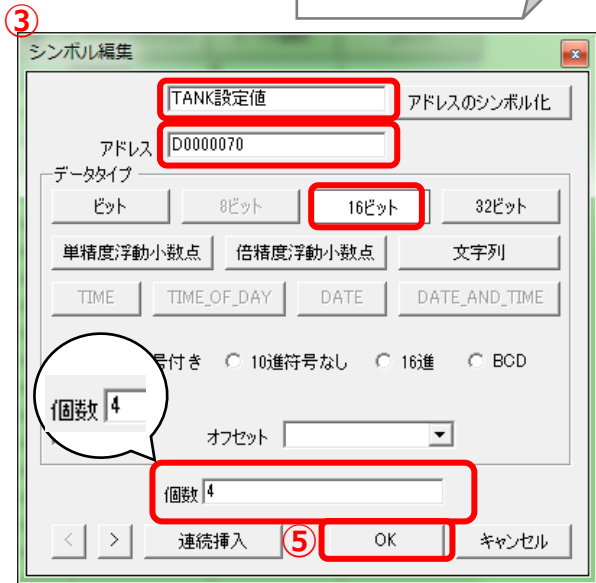 ③
シンボル編集
TANK設定値
アドレスのシンボル化
アドレス D0000070
データタイプ
ビット 8ビット 16ビット 32ビット
単精度浮動小数点 倍精度浮動小数点 文字列
TIME TIME_OF_DAY DATE DATE_AND_TIME
号付き 10進符号なし 16進 BCD
個数 4
オフセット
個数 4
< > 連続挿入 ⑤ OK キャンセル